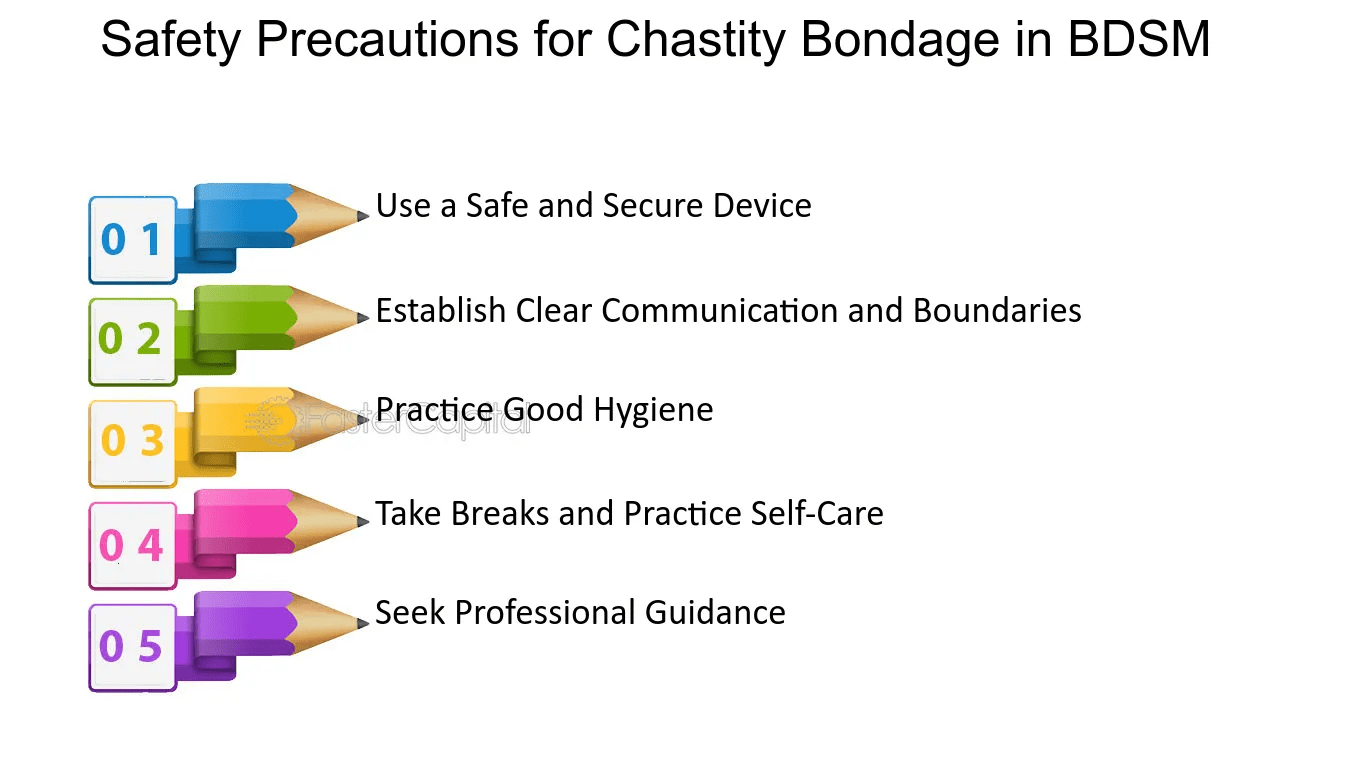 Safety Precautions for Chastity Bondage in BDSM
0 1
Use a Safe and Secure Device
0 2
Establish Clear Communication and Boundaries
0 3
Practice Good Hygiene
FasterCapital
0 4
Take Breaks and Practice Self-Care
0 5
Seek Professional Guidance